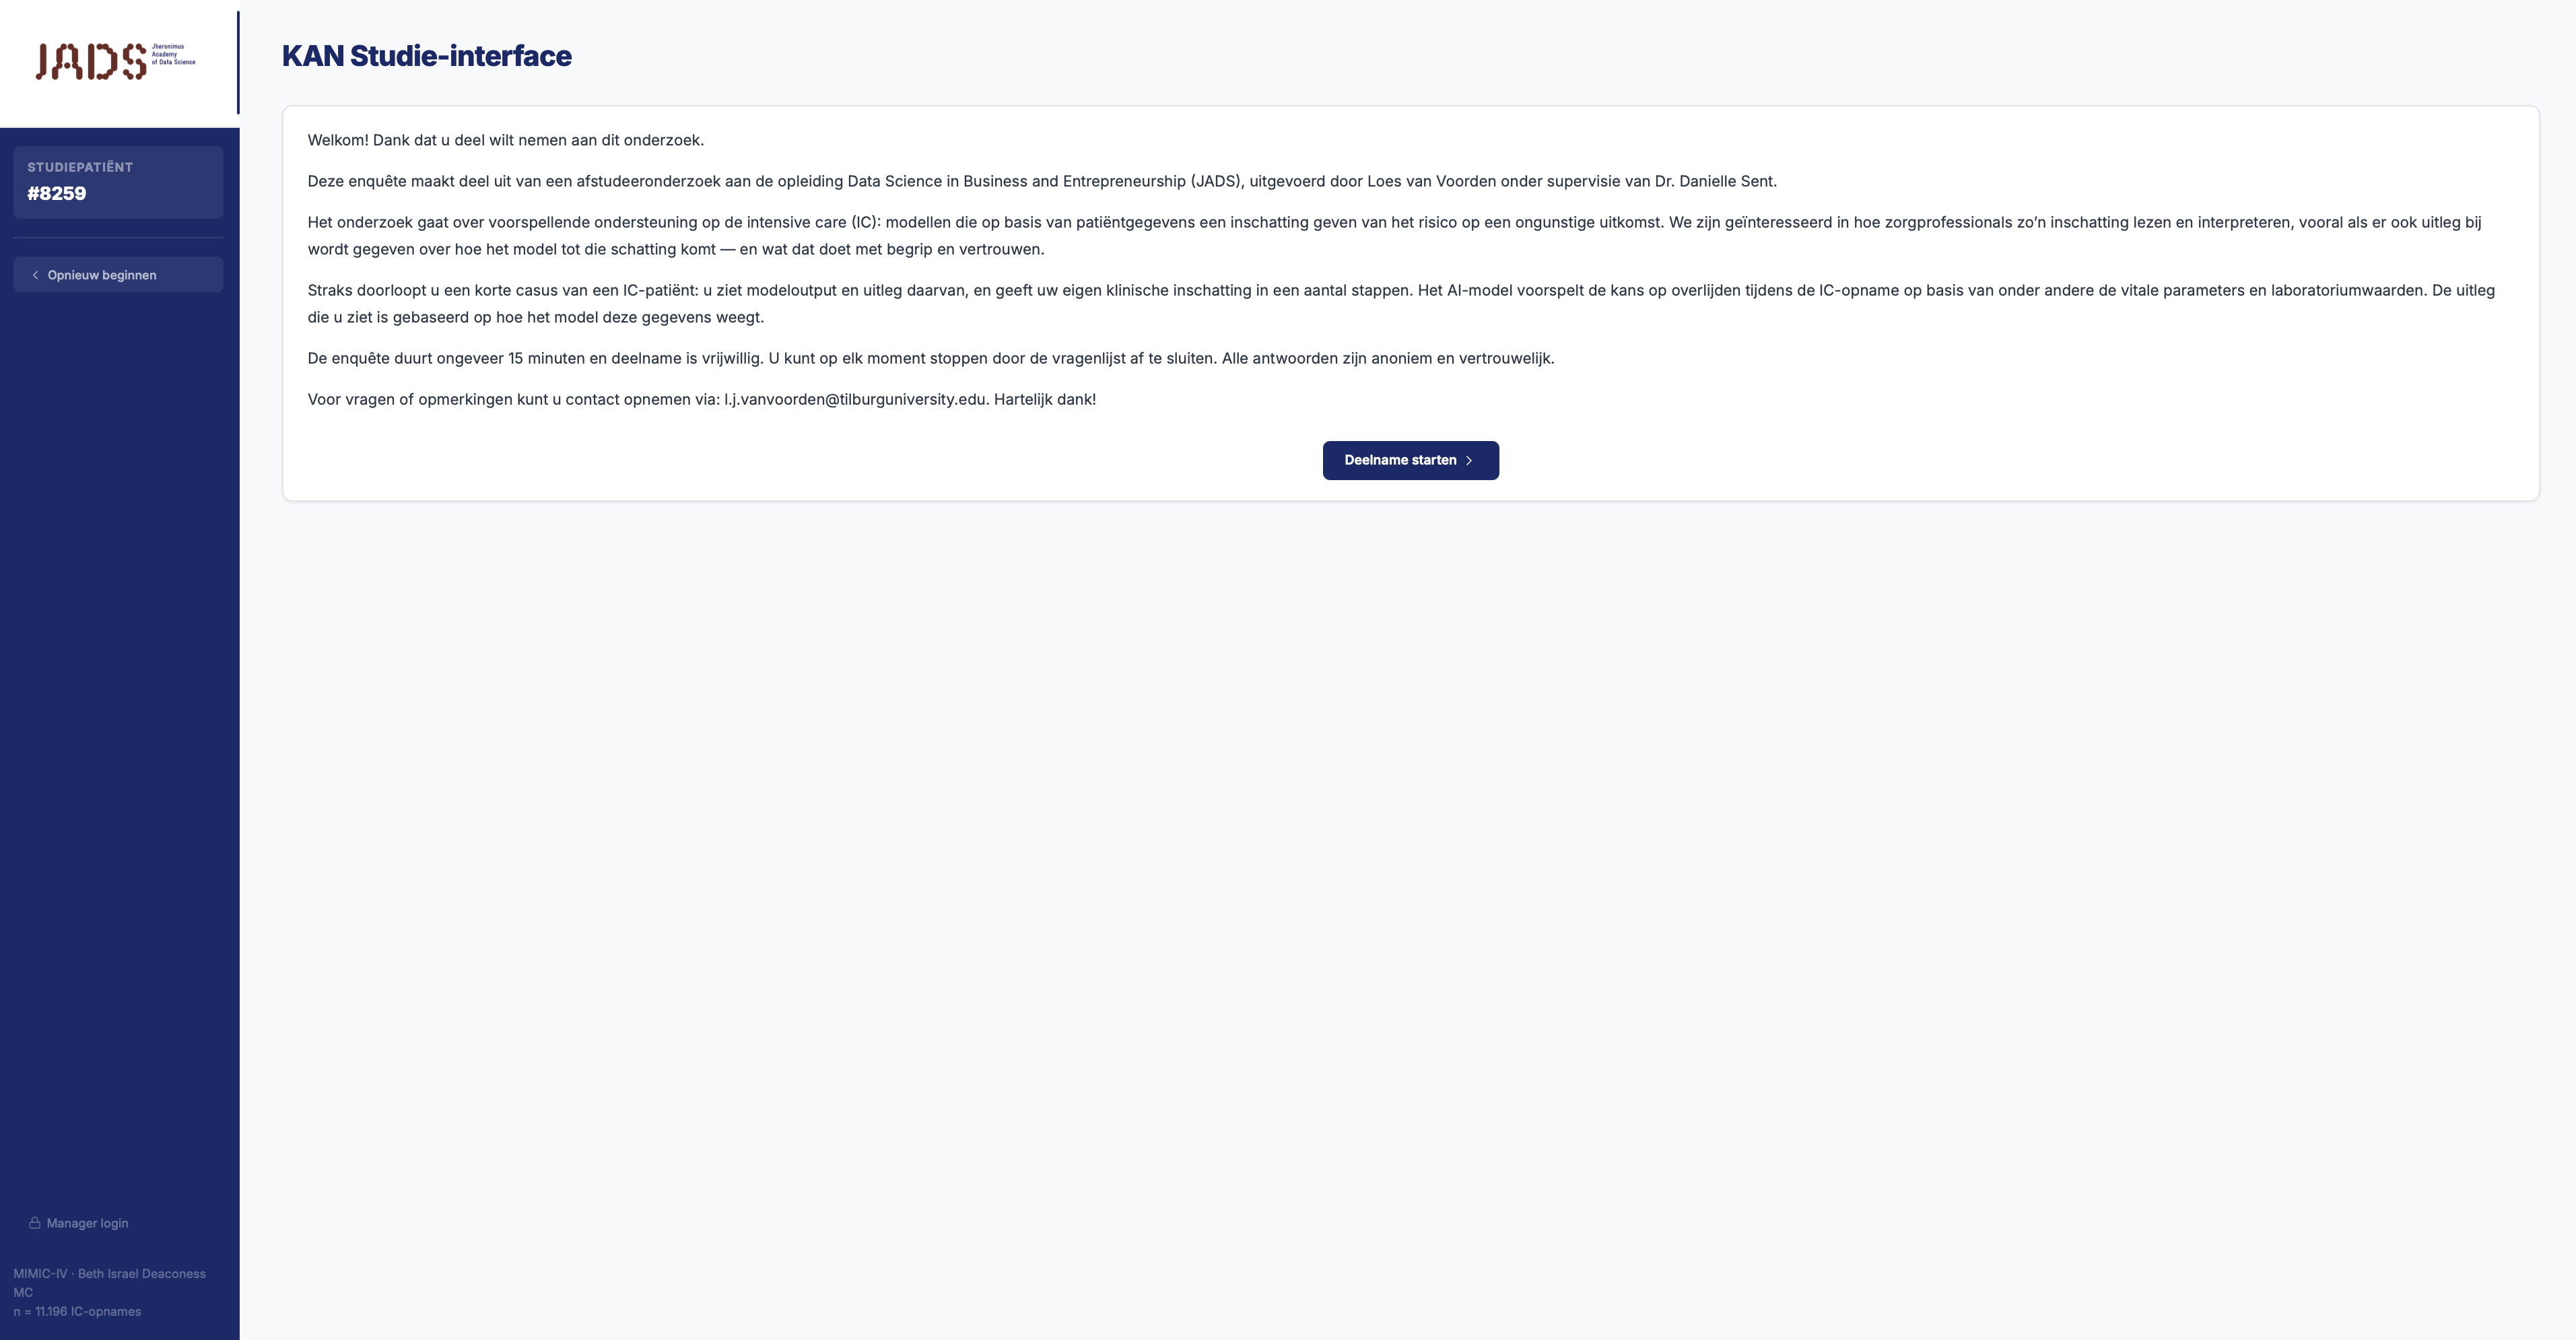 JADS
Jheronimus
Academy
of Data Science
STUDIEPATIËNT
#8259
Opnieuw beginnen
Manager login
MIMIC-IV · Beth Israel Deaconess
MC
n = 11.196 IC-opnames
KAN Studie-interface
Welkom! Dank dat u deel wilt nemen aan dit onderzoek.
Deze enquête maakt deel uit van een afstudeeronderzoek aan de opleiding Data Science in Business and Entrepreneurship (JADS), uitgevoerd door Loes van Voorden onder supervisie van Dr. Danielle Sent.
Het onderzoek gaat over voorspellende ondersteuning op de intensive care (IC): modellen die op basis van patiëntgegevens een inschatting geven van het risico op een ongunstige uitkomst. We zijn geïnteresseerd in hoe zorgprofessionals zo’n inschatting lezen en interpreteren, vooral als er ook uitleg bij
wordt gegeven over hoe het model tot die schatting komt — en wat dat doet met begrip en vertrouwen.
Straks doorloopt u een korte casus van een IC-patiënt: u ziet modeloutput en uitleg daarvan, en geeft uw eigen klinische inschatting in een aantal stappen. Het AI-model voorspelt de kans op overlijden tijdens de IC-opname op basis van onder andere de vitale parameters en laboratoriumwaarden. De uitleg
die u ziet is gebaseerd op hoe het model deze gegevens weegt.
De enquête duurt ongeveer 15 minuten en deelname is vrijwillig. U kunt op elk moment stoppen door de vragenlijst af te sluiten. Alle antwoorden zijn anoniem en vertrouwelijk.
Voor vragen of opmerkingen kunt u contact opnemen via: l.j.vanvoorden@tilburguniversity.edu. Hartelijk dank!
Deelname starten